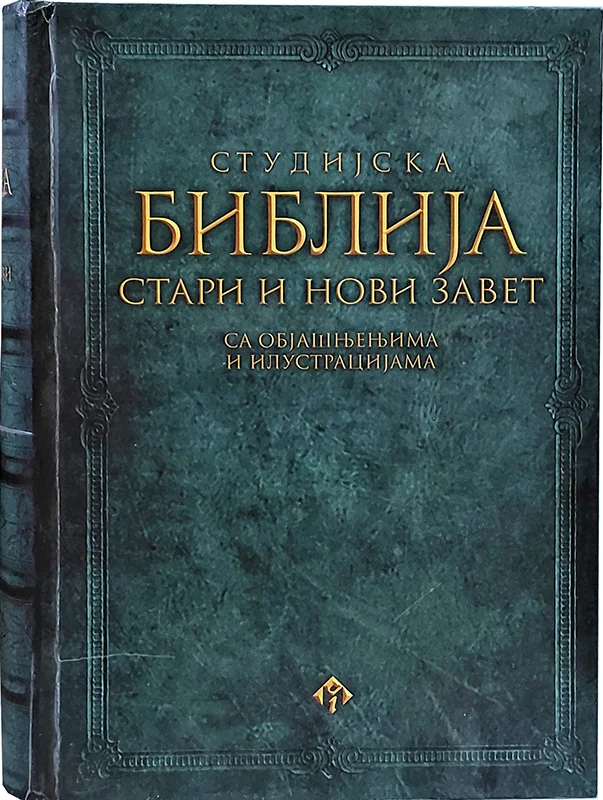 СТУДИЈСКА
БИБЛИЈА
СТАРИ И НОВИ ЗАВЕТ
СА ОБЈАШЊЕЊИМА
И ИЛУСТРАЦИЈАМА